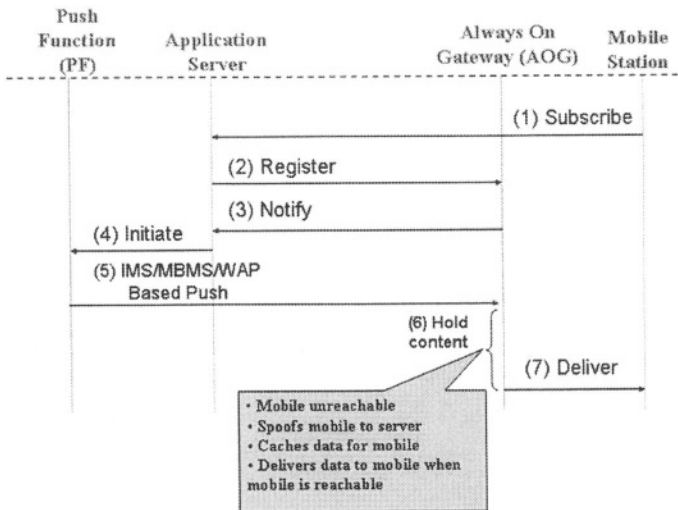 Push
Function
(PF)
Application
Server
Always On
Gateway (AOG)
Mobile
Station
(1) Subscribe
(2) Register
(3) Notify
(4) Initiate
(5) IMS/MBMS/WAP
Based Push
(6) Hold
content
(7) Deliver
• Mobile unreachable
• Spoofs mobile to server
• Caches data for mobile
• Delivers data to mobile when
mobile is reachable